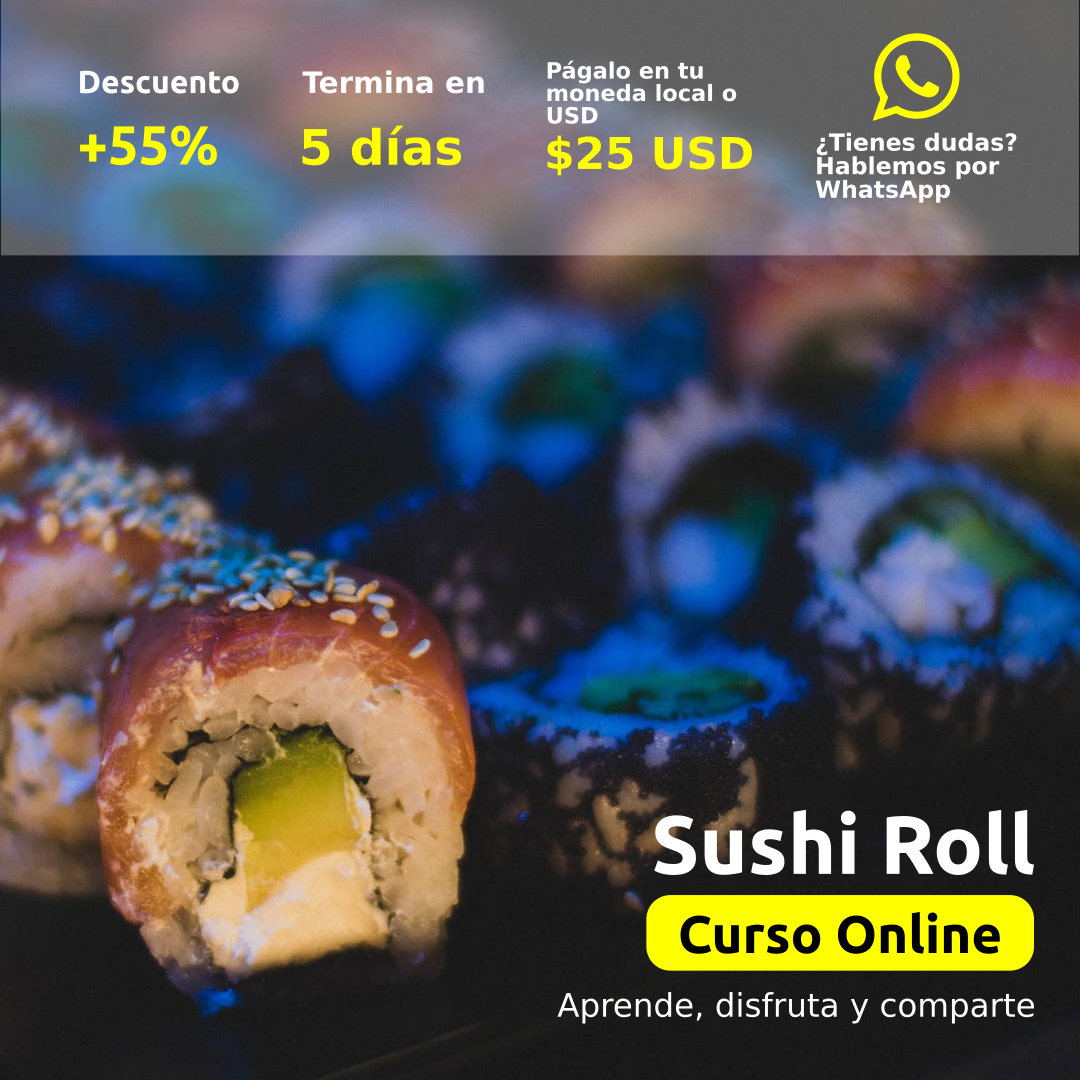 Descuento
+55%
Termina en
5 días
Págalo en tu
moneda local o
USD
$25 USD
¿Tienes dudas?
Hablemos por
WhatsApp
Sushi Roll
Curso Online
Aprende, disfruta y comparte